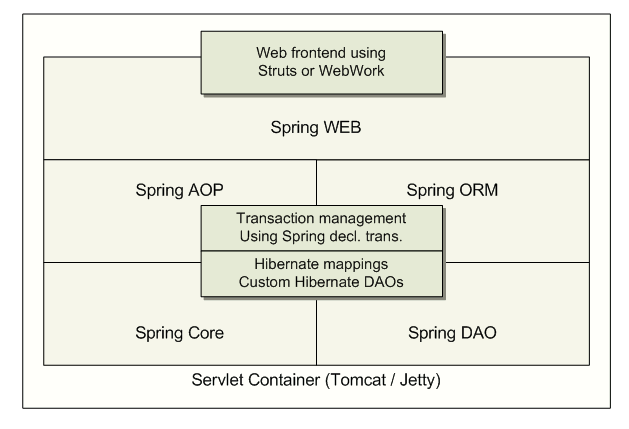 Web frontend using
Struts or WebWork
Spring WEB
Spring AOP
Spring ORM
Transaction management
Using Spring decl. trans.
Hibernate mappings
Custom Hibernate DAOs
Spring Core
Spring DAO
Servlet Container (Tomcat / Jetty)